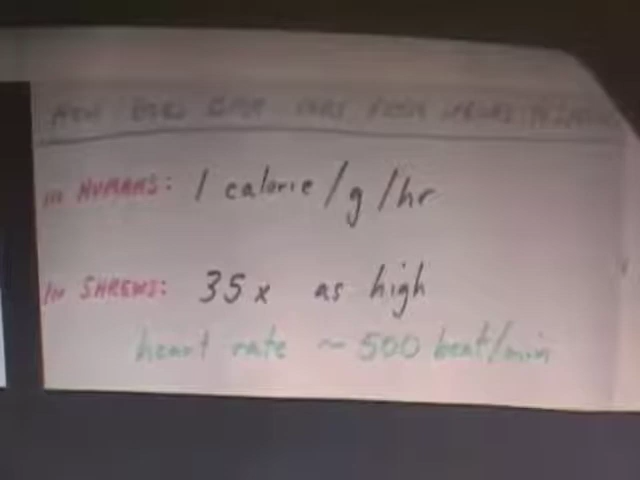 in HUMANS: 1 calorie/g/hr
In SHREWS: 35x as high
heart rate ~ 500 beat/min